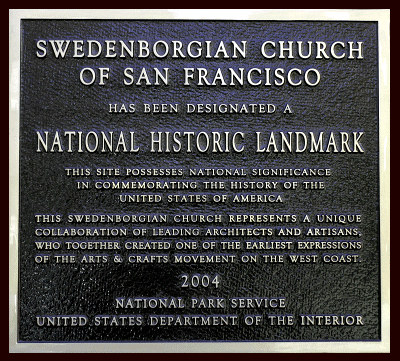 SWEDENBORGIAN CHURCH
OF SAN FRANCISCO
HAS BEEN DESIGNATED A
NATIONAL HISTORIC LANDMARK
THIS SITE POSSESSES NATIONAL SIGNIFICANCE
IN COMMEMORATING THE HISTORY OF THE
UNITED STATES OF AMERICA
THIS SWEDENBORGIAN CHURCH REPRESENTS A UNIQUE
COLLABORATION OF LEADING ARCHITECTS AND ARTISANS,
WHO TOGETHER CREATED ONE OF THE EARLIEST EXPRESSIONS
OF THE ARTS & CRAFTS MOVEMENT ON THE WEST COAST.
2004
NATIONAL PARK SERVICE
UNITED STATES DEPARTMENT OF THE INTERIOR